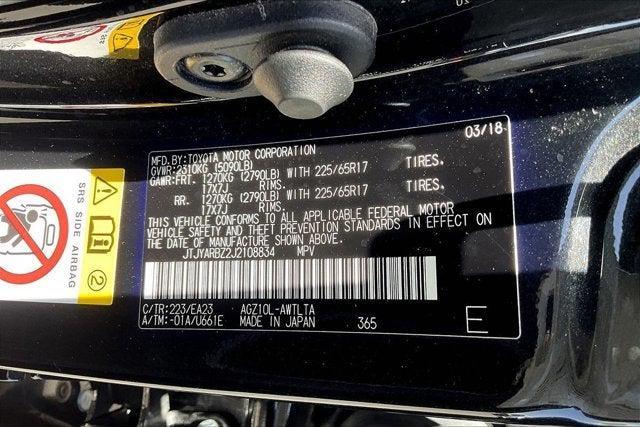 03/18
MFD.BY:TOYOTA MOTOR CORPORATION
GVWR:2310KG (5090LB)
GAWR:FRT. 1270KG (2790LB) WITH 225/65R17 TIRES.
17X7J RIMS.
RR. 1270KG (2790LB) WITH 225/65R17 TIRES.
17X7J RIMS.
THIS VEHICLE CONFORMS TO ALL APPLICABLE FEDERAL MOTOR
VEHICLE SAFETY AND THEFT PREVENTION STANDARDS IN EFFECT ON
THE DATE OF MANUFACTURE SHOWN ABOVE.
JTJYARBZ2J2108834 MPV
C/TR:223/EA23 AGZ10L-AWTLTA
A/TM:-01A/U661E MADE IN JAPAN 365
E
SRS SIDE AIRBAG
2